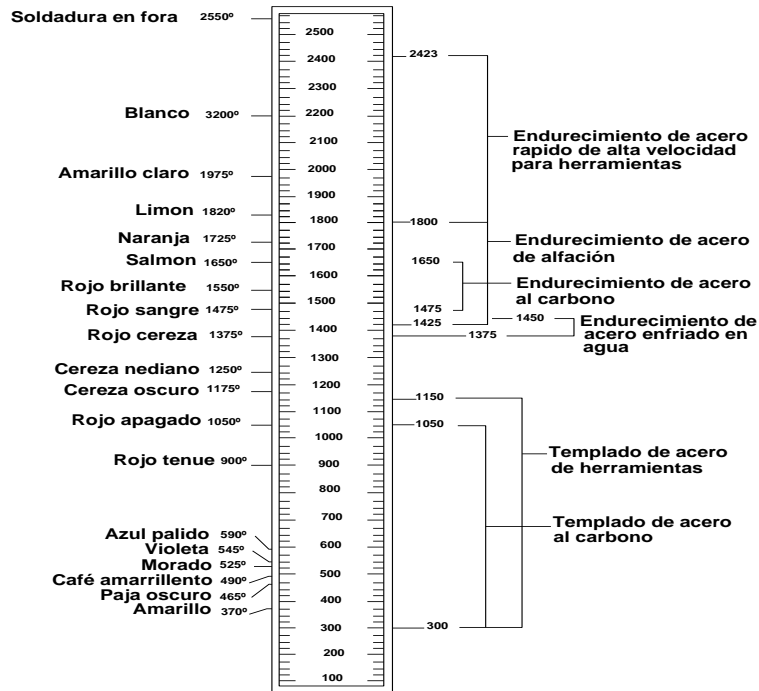 Soldadura en fora 2550º
Blanco 3200º
Amarillo claro 1975º
Limon 1820º
Naranja 1725º
Salmon 1650º
Rojo brillante 1550º
Rojo sangre 1475º
Rojo cereza 1375º
Cereza nediano 1250º
Cereza oscuro 1175º
Rojo apagado 1050º
Rojo tenue 900º
Azul palido 590º
Violeta 545º
Morado 525º
Café amarrillento 490º
Paja oscuro 465º
Amarillo 370º
2500
2400
2300
2200
2100
2000
1900
1800
1700
1600
1500
1400
1300
1200
1100
1000
900
800
700
600
500
400
300
200
100
2423
1800
1650
1475
1425
1450
1375
1150
1050
300
Endurecimiento de acero
rapido de alta velocidad
para herramientas
Endurecimiento de acero
de alfación
Endurecimiento de acero
al carbono
Endurecimiento de
acero enfriado en
agua
Templado de acero
de herramientas
Templado de acero
al carbono